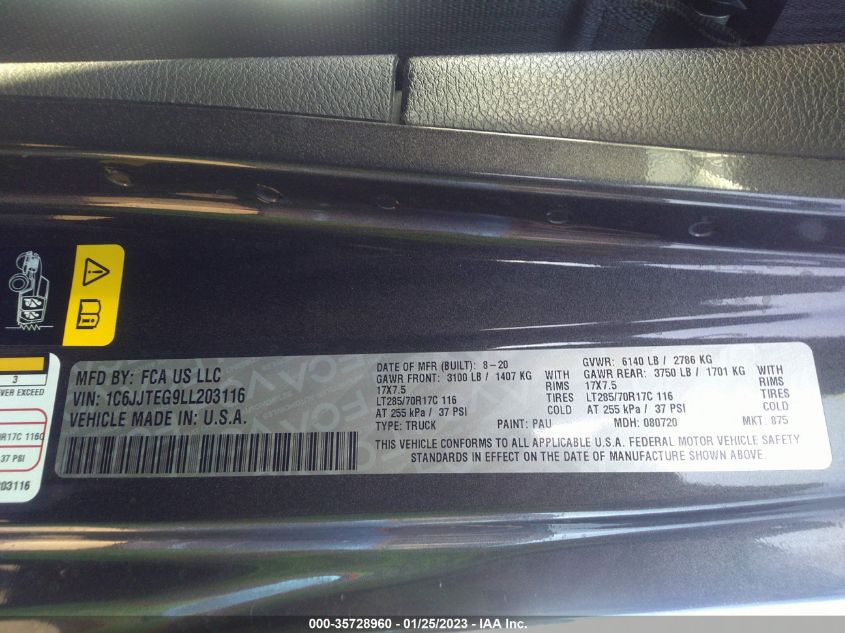 3
EVER EXCEED
0R17C 116C
37 PSI
03116
MFD BY: FCA US LLC
VIN: 1C6JJTEG9LL203116
VEHICLE MADE IN: U.S.A.
DATE OF MFR (BUILT): 8-20 GVWR: 6140 LB / 2786 KG
GAWR FRONT: 3100 LB / 1407 KG WITH GAWR REAR: 3750 LB / 1701 KG WITH
17X7.5 RIMS 17X7.5 RIMS
LT285/70R17C 116 TIRES LT285/70R17C 116 TIRES
AT 255 kPa / 37 PSI COLD AT 255 kPa / 37 PSI COLD
TYPE: TRUCK PAINT: PAU MDH: 080720 MKT: 875
THIS VEHICLE CONFORMS TO ALL APPLICABLE U.S.A. FEDERAL MOTOR VEHICLE SAFETY
STANDARDS IN EFFECT ON THE DATE OF MANUFACTURE SHOWN ABOVE.
000-35728960 — 01/25/2023 — IAA Inc.